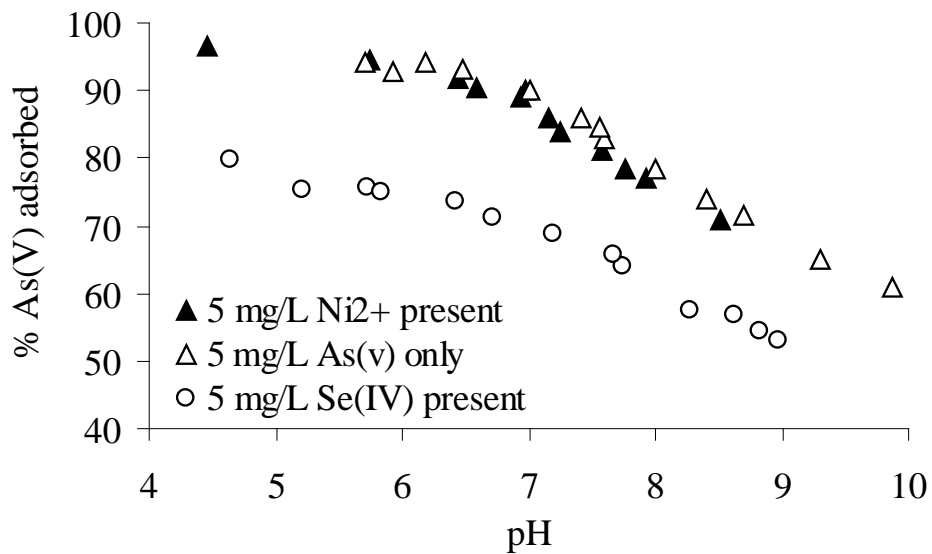 100
90
80
70
60
50
40
% As(V) adsorbed
5 mg/L Ni2+ present
5 mg/L As(v) only
5 mg/L Se(IV) present
4 5 6 7 8 9 10
pH